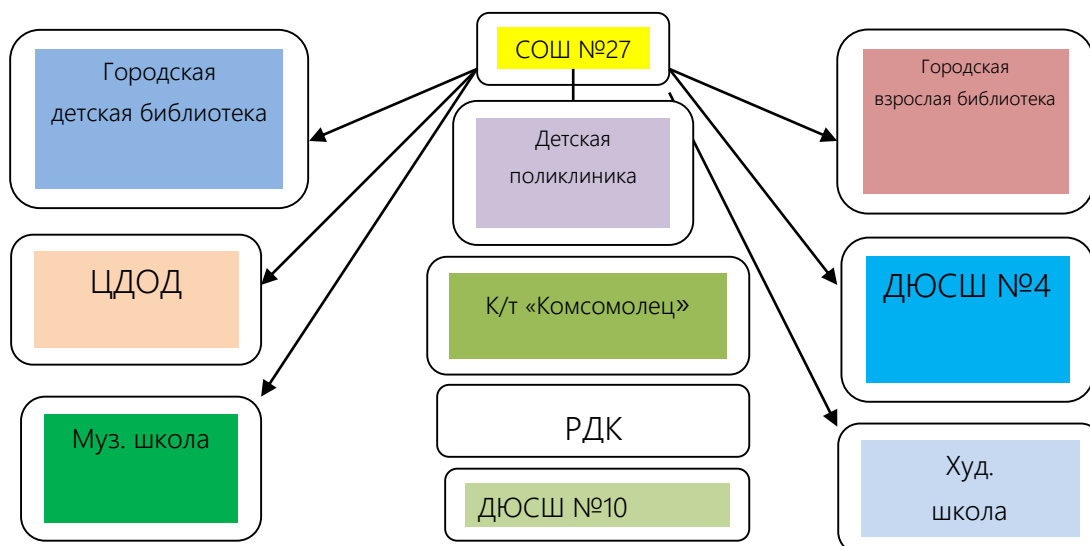 СОШ №27
Городская
детская библиотека
Городская
взрослая библиотека
Детская
поликлиника
ЦДОД
К/т «Комсомолец»
ДЮСШ №4
Муз. школа
РДК
Худ.
школа
ДЮСШ №10